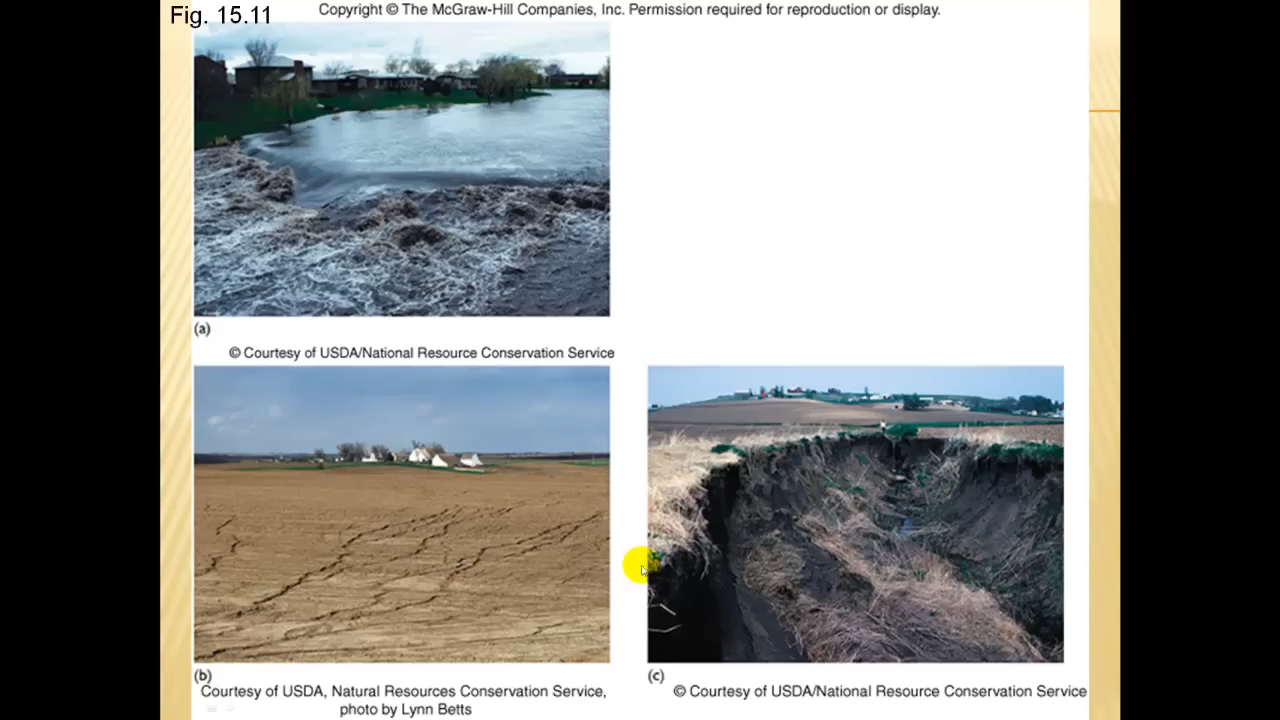 Fig. 15.11
Copyright © The McGraw-Hill Companies, Inc. Permission required for reproduction or display.
(a)
© Courtesy of USDA/National Resource Conservation Service
(b)
Courtesy of USDA, Natural Resources Conservation Service,
photo by Lynn Betts
(c)
© Courtesy of USDA/National Resource Conservation Service